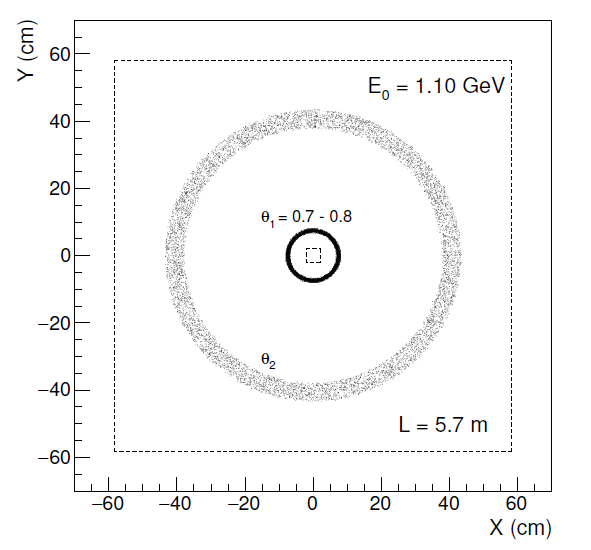 Y (cm)
60
40
20
0
−20
−40
−60
E₀ = 1.10 GeV
θ₁ = 0.7 - 0.8
θ₂
L = 5.7 m
−60 −40 −20 0 20 40 60
X (cm)